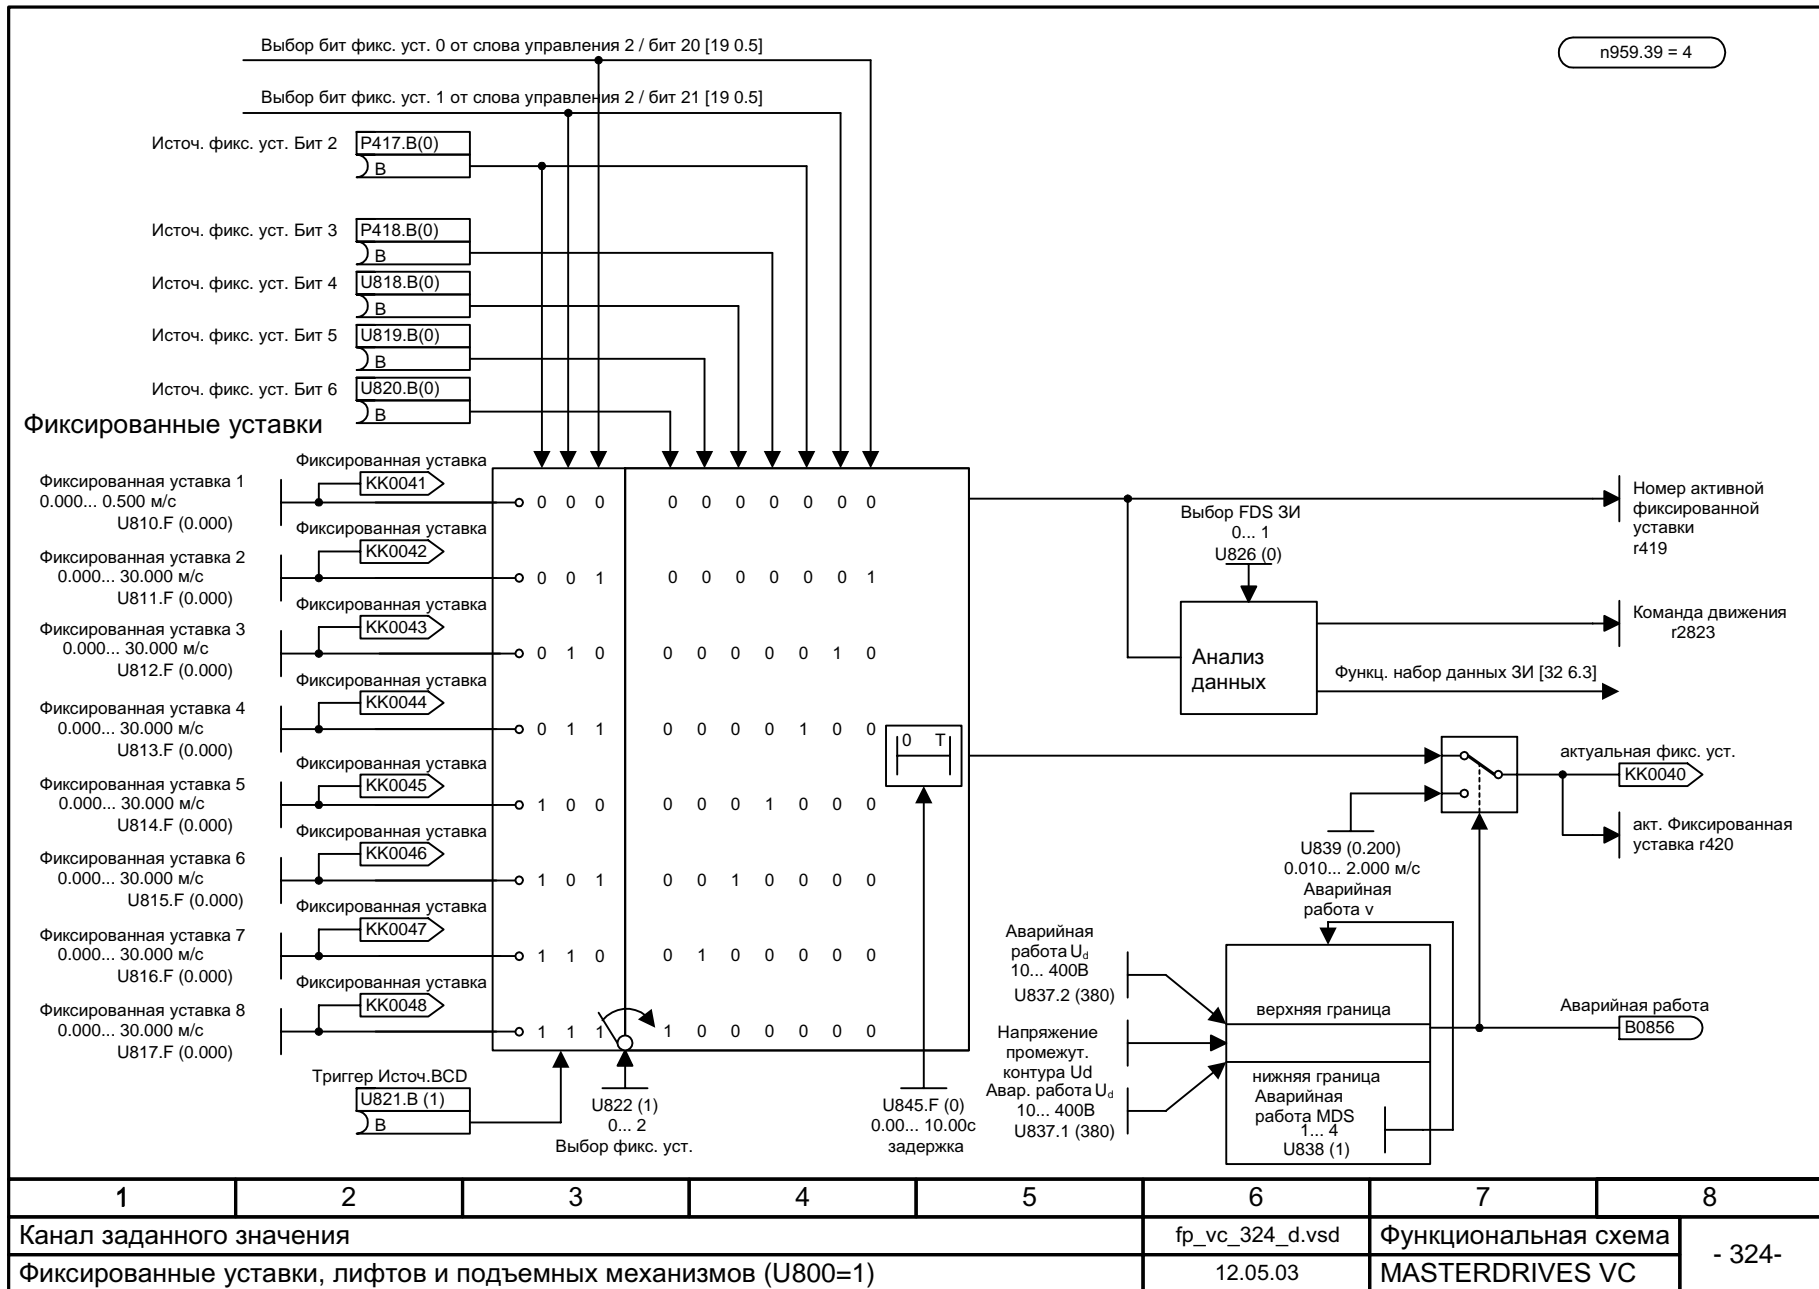 Выбор бит фикс. уст. 0 от слова управления 2 / бит 20 [19 0.5]
n959.39 = 4
Выбор бит фикс. уст. 1 от слова управления 2 / бит 21 [19 0.5]
Источ. фикс. уст. Бит 2
P417.B(0)
B
Источ. фикс. уст. Бит 3
P418.B(0)
B
Источ. фикс. уст. Бит 4
U818.B(0)
B
Источ. фикс. уст. Бит 5
U819.B(0)
B
Источ. фикс. уст. Бит 6
U820.B(0)
B
Фиксированные уставки
Фиксированная уставка 1
0.000... 0.500 м/с
U810.F (0.000)
Фиксированная уставка
KK0041
0 0 0 0 0 0 0 0 0 0
Фиксированная уставка 2
0.000... 30.000 м/с
U811.F (0.000)
Фиксированная уставка
KK0042
0 0 1 0 0 0 0 0 0 1
Фиксированная уставка 3
0.000... 30.000 м/с
U812.F (0.000)
Фиксированная уставка
KK0043
0 1 0 0 0 0 0 0 1 0
Фиксированная уставка 4
0.000... 30.000 м/с
U813.F (0.000)
Фиксированная уставка
KK0044
0 1 1 0 0 0 0 1 0 0
Фиксированная уставка 5
0.000... 30.000 м/с
U814.F (0.000)
Фиксированная уставка
KK0045
1 0 0 0 0 0 1 0 0 0
Фиксированная уставка 6
0.000... 30.000 м/с
U815.F (0.000)
Фиксированная уставка
KK0046
1 0 1 0 0 1 0 0 0 0
Фиксированная уставка 7
0.000... 30.000 м/с
U816.F (0.000)
Фиксированная уставка
KK0047
1 1 0 0 1 0 0 0 0 0
Фиксированная уставка 8
0.000... 30.000 м/с
U817.F (0.000)
Фиксированная уставка
KK0048
1 1 1 1 0 0 0 0 0 0
0 T
Триггер Источ.BCD
U821.B (1)
B
U822 (1)
0... 2
Выбор фикс. уст.
U845.F (0)
0.00... 10.00с
задержка
Выбор FDS ЗИ
0... 1
U826 (0)
Анализ
данных
Номер активной
фиксированной
уставки
r419
Команда движения
r2823
Функц. набор данных ЗИ [32 6.3]
актуальная фикс. уст.
KK0040
акт. Фиксированная
уставка r420
U839 (0.200)
0.010... 2.000 м/с
Аварийная
работа v
Аварийная
работа Ud
10... 400В
U837.2 (380)
Напряжение
промежут.
контура Ud
Авар. работа Ud
10... 400В
U837.1 (380)
верхняя граница
нижняя граница
Аварийная
работа MDS
1... 4
U838 (1)
Аварийная работа
B0856
1 2 3 4 5 6 7 8
Канал заданного значения
fp_vc_324_d.vsd
Функциональная схема
- 324-
Фиксированные уставки, лифтов и подъемных механизмов (U800=1)
12.05.03
MASTERDRIVES VC